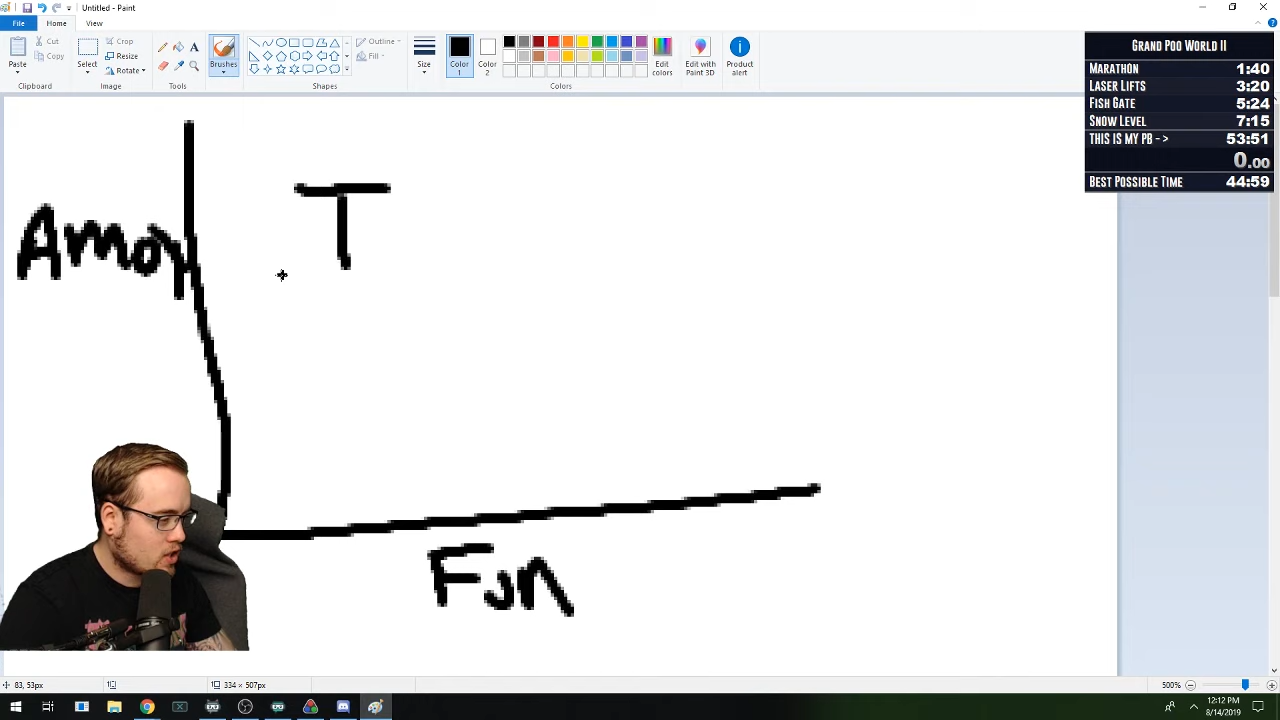 Untitled - Paint
File Home View
Paste
Cut
Copy
Clipboard
Select
Crop
Resize
Rotate
Image
A
Tools
Brushes
Shapes
Outline
Fill
Size
Color
1
Color
2
Colors
Edit
colors
Edit with
Paint 3D
Product
alert
GRAND POO WORLD II
MARATHON 1:40
LASER LIFTS 3:20
FISH GATE 5:24
SNOW LEVEL 7:15
THIS IS MY PB -> 53:51
0.00
BEST POSSIBLE TIME 44:59
T
83, 53px
334 × 507px
500%
12:12 PM
8/14/2019